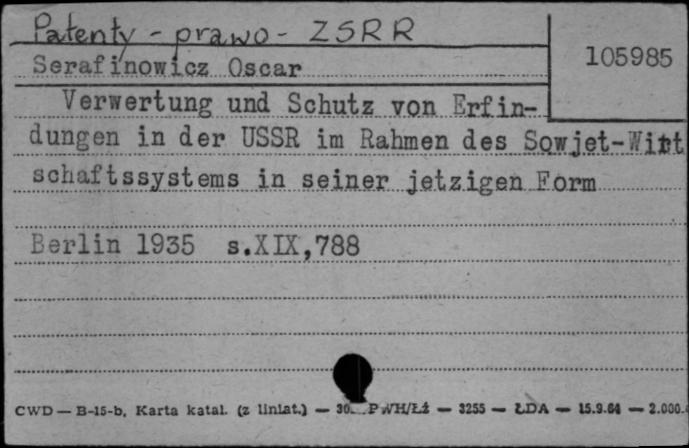 Patenty - prawo - ZSRR
105985
Serafinowicz Oscar
Verwertung und Schutz von Erfin-
dungen in der USSR im Rahmen des Sowjet-Wirt
schaftssystems in seiner jetzigen Form
Berlin 1935 s.XIX,788
CWD — B-15-b, Karta katal. (z liniat.) — PWH/Łż — 3255 — ŁDA — 15.9.64 — 2.000.